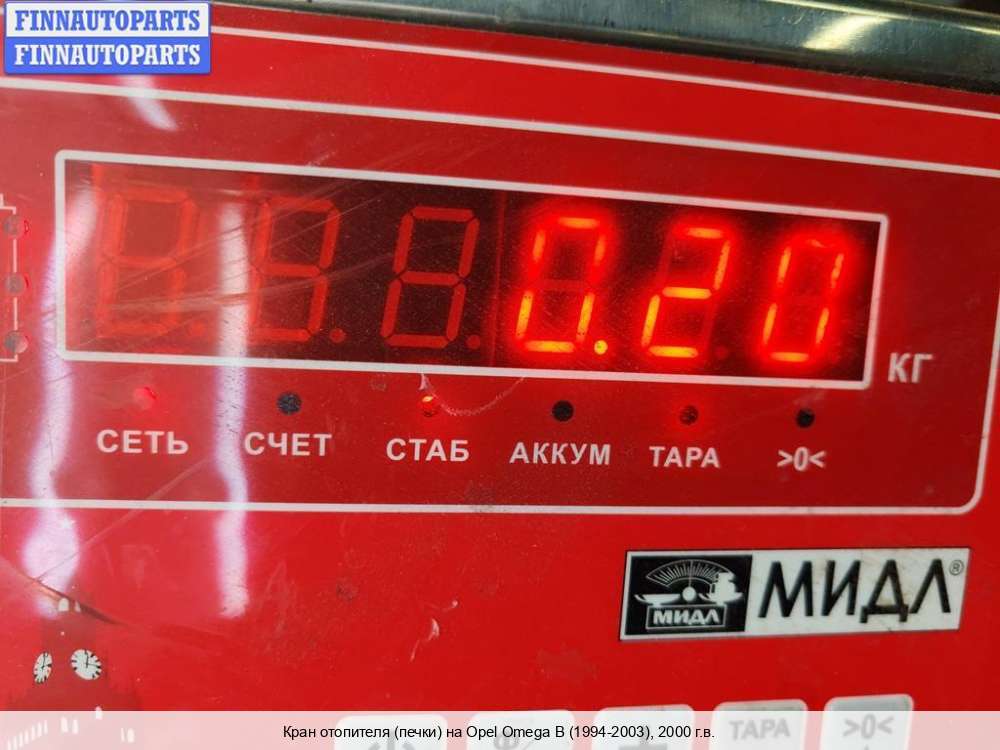 FINNAUTOPARTS
FINNAUTOPARTS
0.20
КГ
СЕТЬ СЧЕТ СТАБ АККУМ ТАРА >0<
МИДЛ МИДЛ®
ТАРА >0<
Кран отопителя (печки) на Opel Omega B (1994-2003), 2000 г.в.